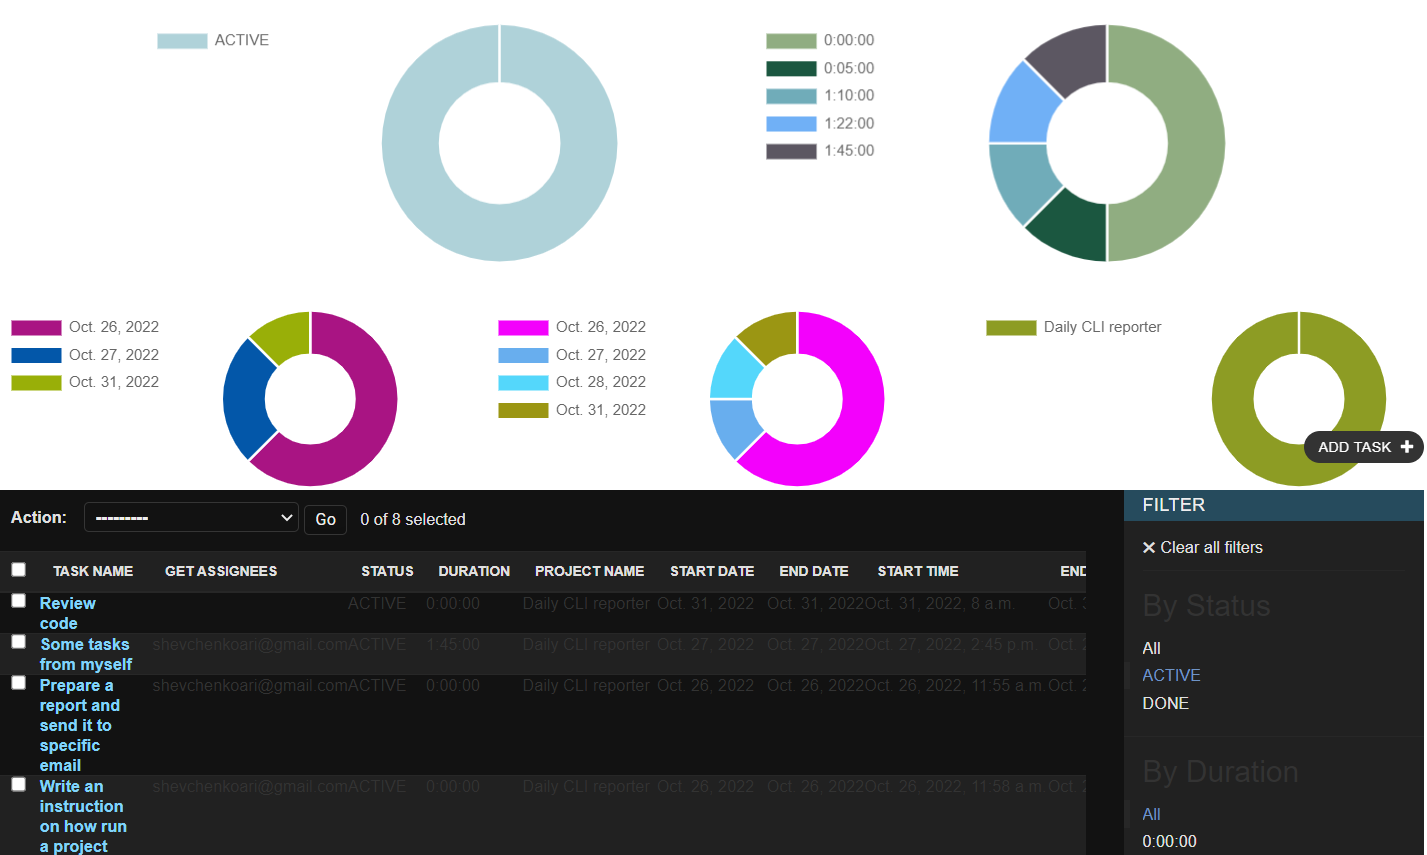 ACTIVE
0:00:00
0:05:00
1:10:00
1:22:00
1:45:00
Oct. 26, 2022
Oct. 27, 2022
Oct. 31, 2022
Oct. 26, 2022
Oct. 27, 2022
Oct. 28, 2022
Oct. 31, 2022
Daily CLI reporter
ADD TASK
Action: --------- Go 0 of 8 selected
TASK NAME GET ASSIGNEES STATUS DURATION PROJECT NAME START DATE END DATE START TIME END
Review ACTIVE 0:00:00 Daily CLI reporter Oct. 31, 2022 Oct. 31, 2022 Oct. 31, 2022, 8 a.m. Oct.
code
Some tasks shevchenkoari@gmail.com ACTIVE 1:45:00 Daily CLI reporter Oct. 27, 2022 Oct. 27, 2022 Oct. 27, 2022, 2:45 p.m. Oct.
from myself
Prepare a shevchenkoari@gmail.com ACTIVE 0:00:00 Daily CLI reporter Oct. 26, 2022 Oct. 26, 2022 Oct. 26, 2022, 11:55 a.m. Oct.
report and
send it to
specific
email
Write an shevchenkoari@gmail.com ACTIVE 0:00:00 Daily CLI reporter Oct. 26, 2022 Oct. 26, 2022 Oct. 26, 2022, 11:58 a.m. Oct.
instruction
on how run
a project
FILTER
Clear all filters
By Status
All
ACTIVE
DONE
By Duration
All
0:00:00